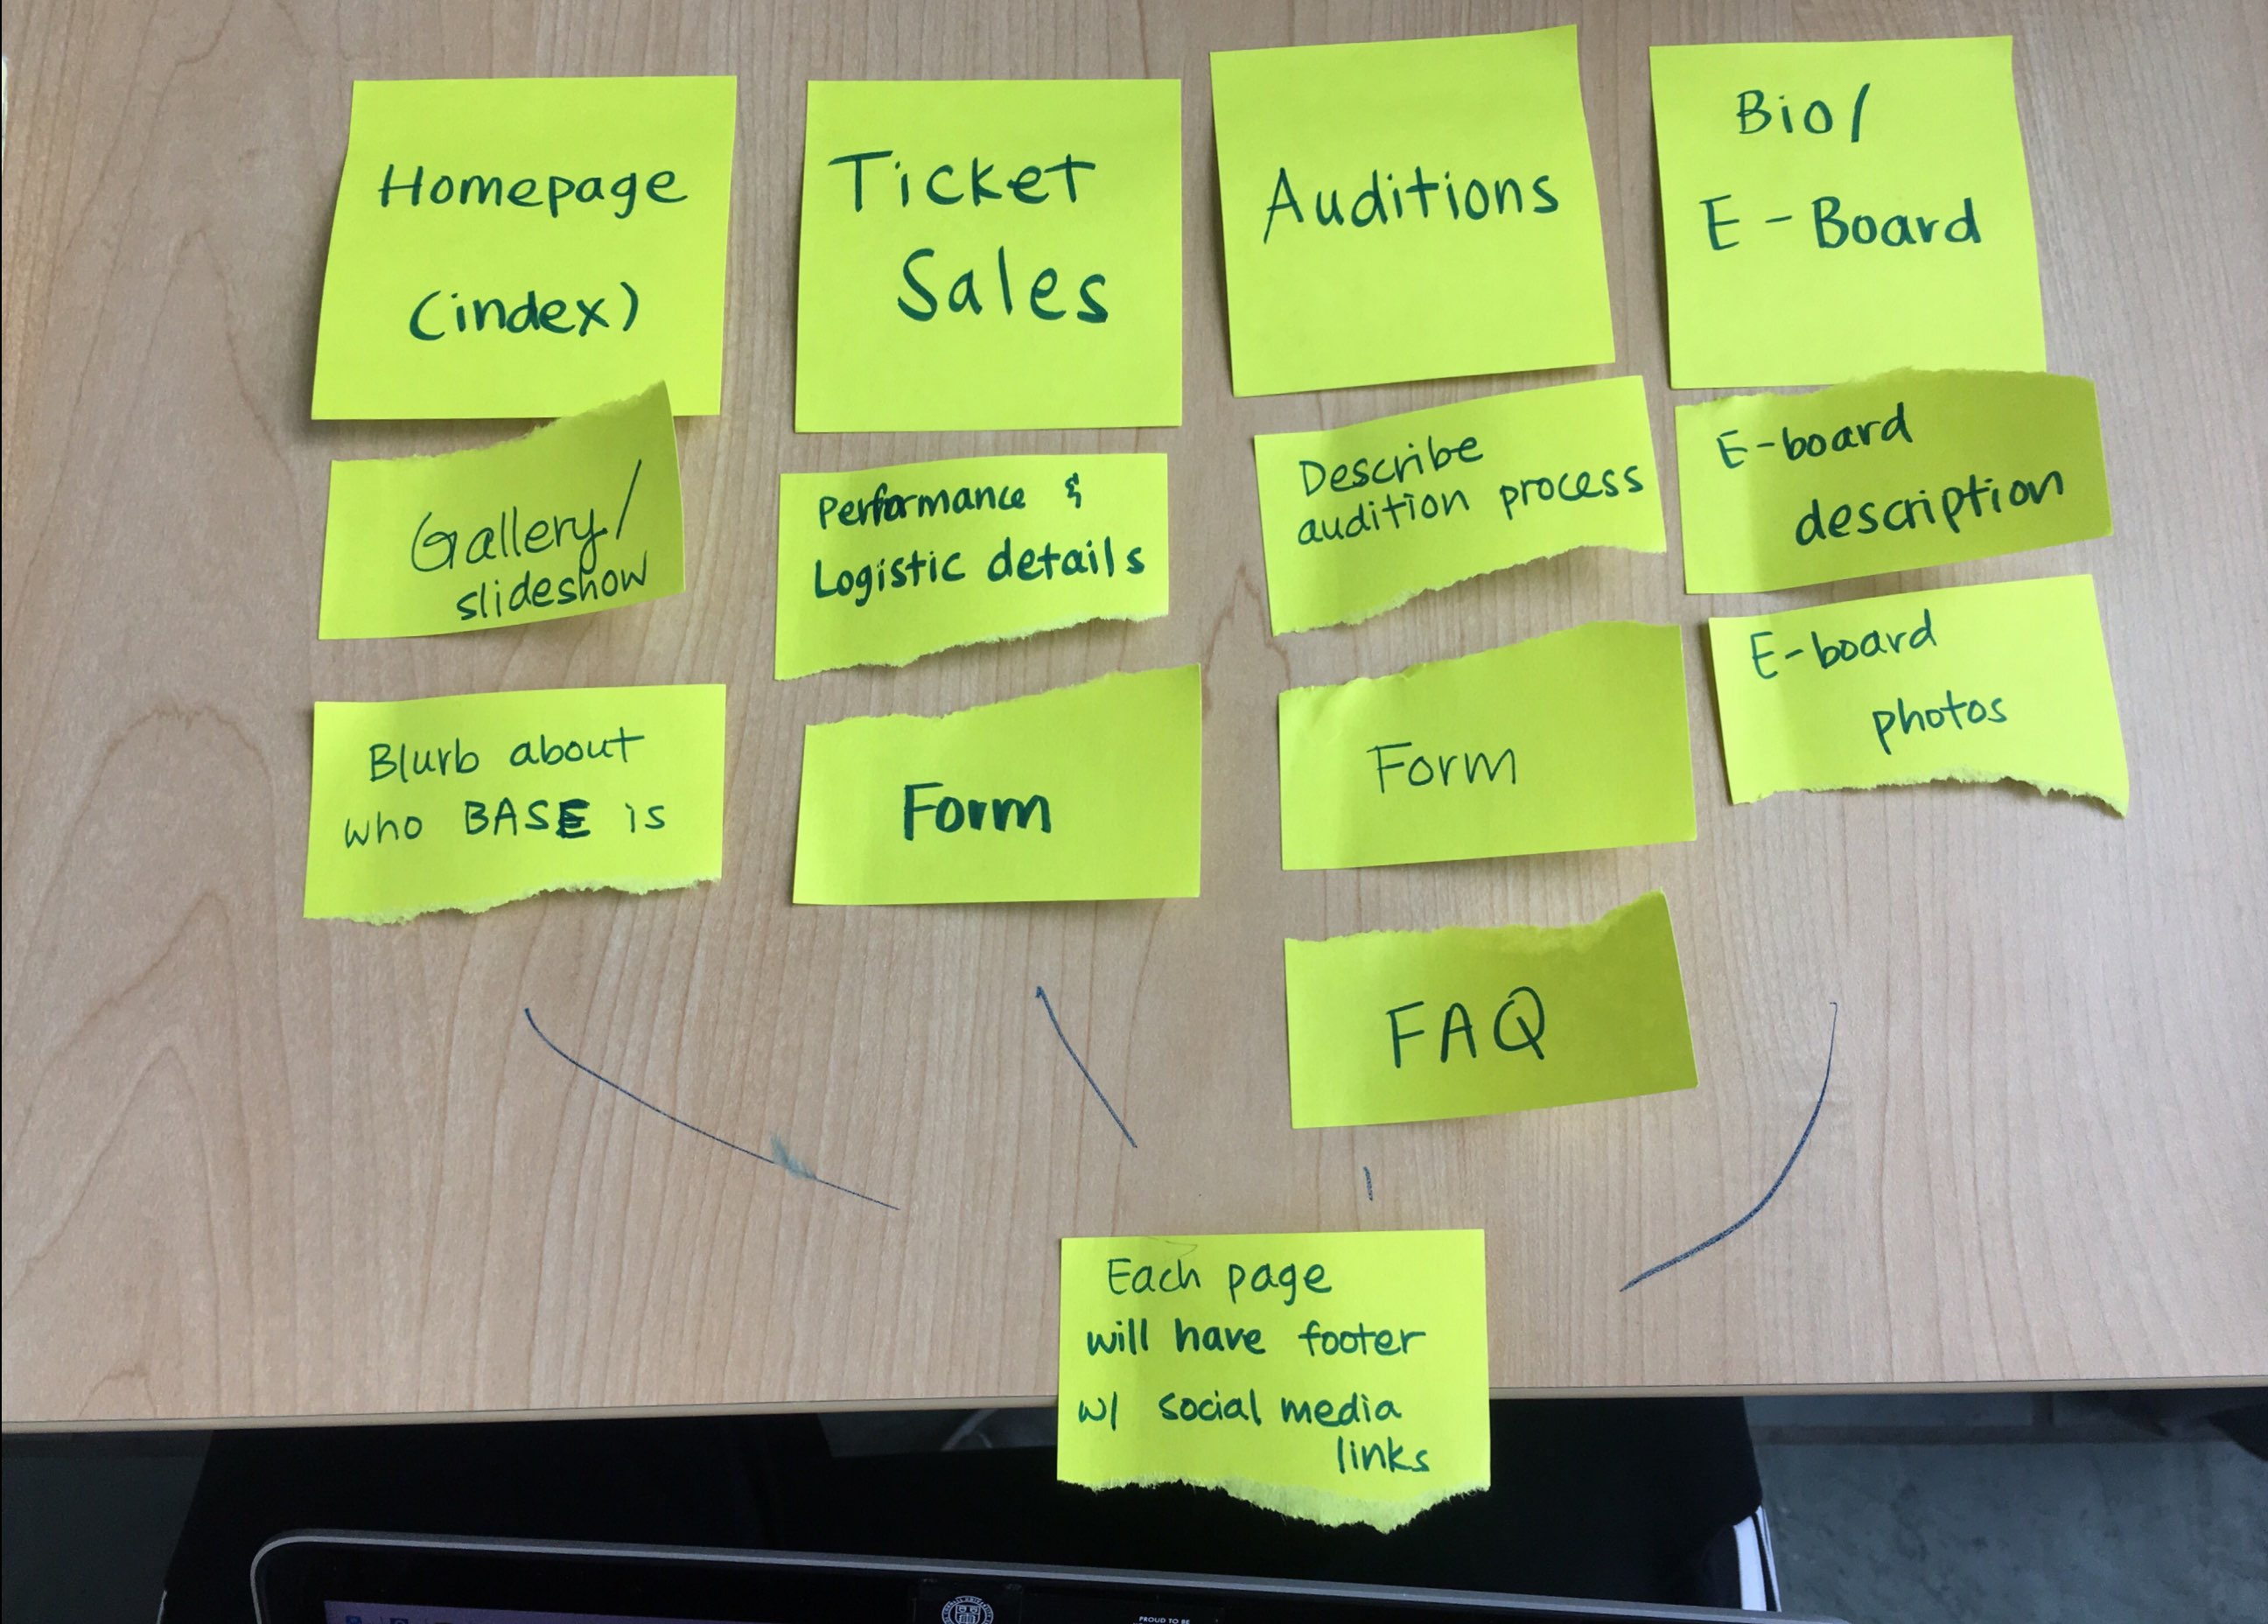 Homepage
(index)
Gallery/
slideshow
Blurb about
who BASE is
Ticket
Sales
Performance &
Logistic details
Form
Auditions
Describe
audition process
Form
FAQ
Bio/
E-Board
E-board
description
E-board
photos
Each page
will have footer
w/ social media
links
PROUD TO BE